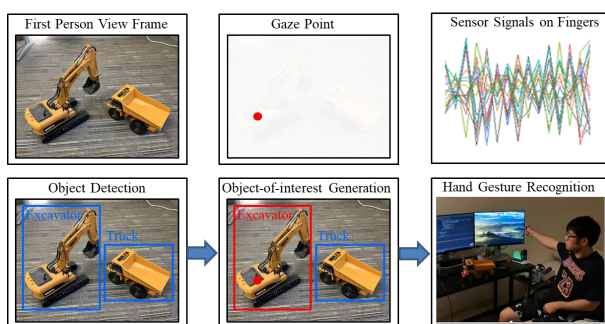 First Person View Frame
Gaze Point
Sensor Signals on Fingers
Object Detection
Object-of-interest Generation
Hand Gesture Recognition
Excavator
Truck
Excavator
Truck